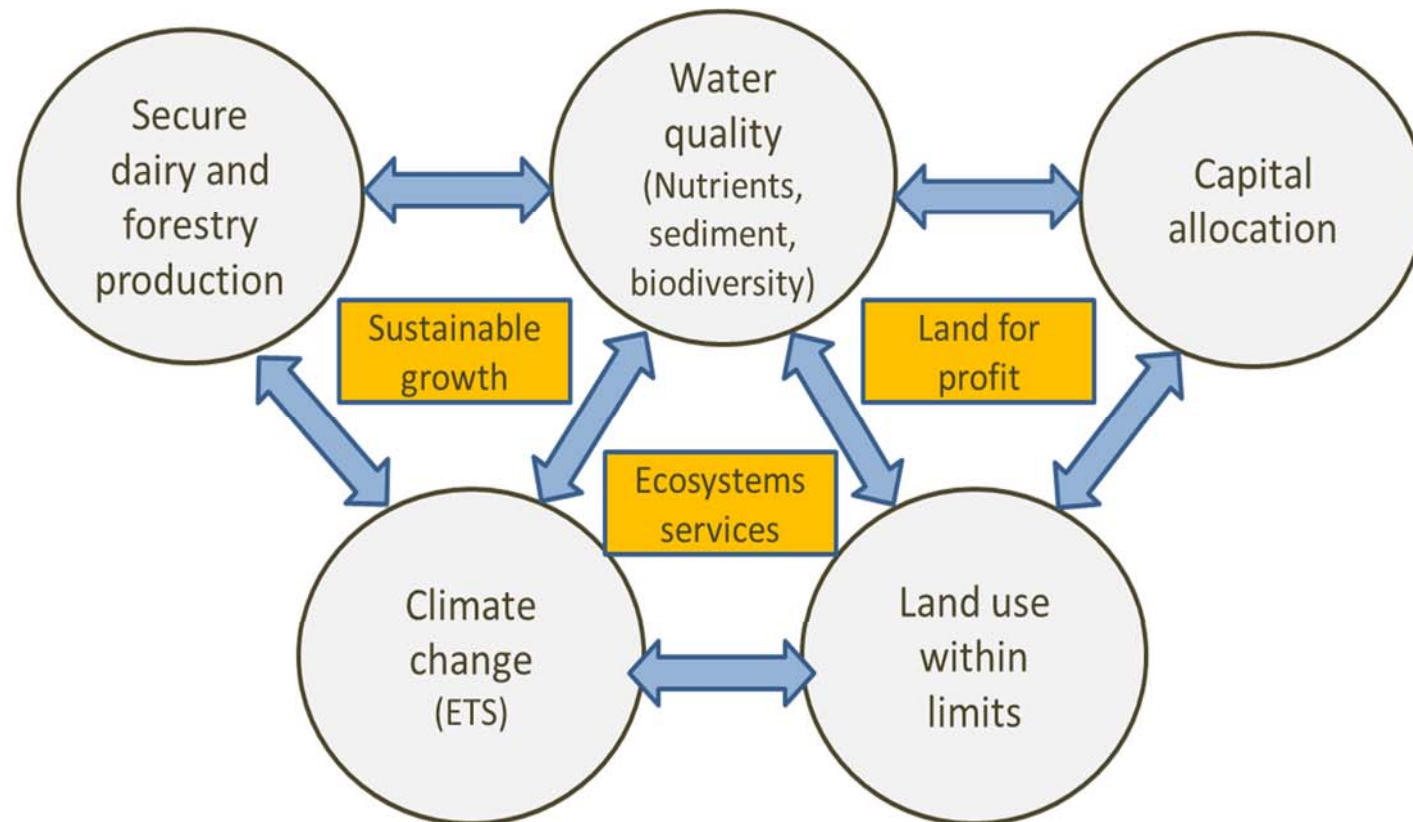 Secure
dairy and
forestry
production
Water
quality
(Nutrients,
sediment,
biodiversity)
Capital
allocation
Sustainable
growth
Land for
profit
Ecosystems
services
Climate
change
(ETS)
Land use
within
limits